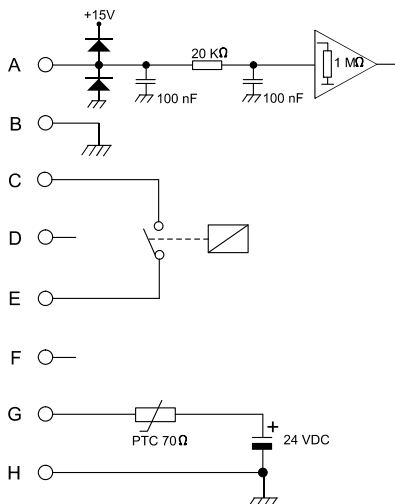 +15V
A
20 KΩ
1 MΩ
100 nF
100 nF
B
C
D
E
F
G
PTC 70Ω
+
24 VDC
H